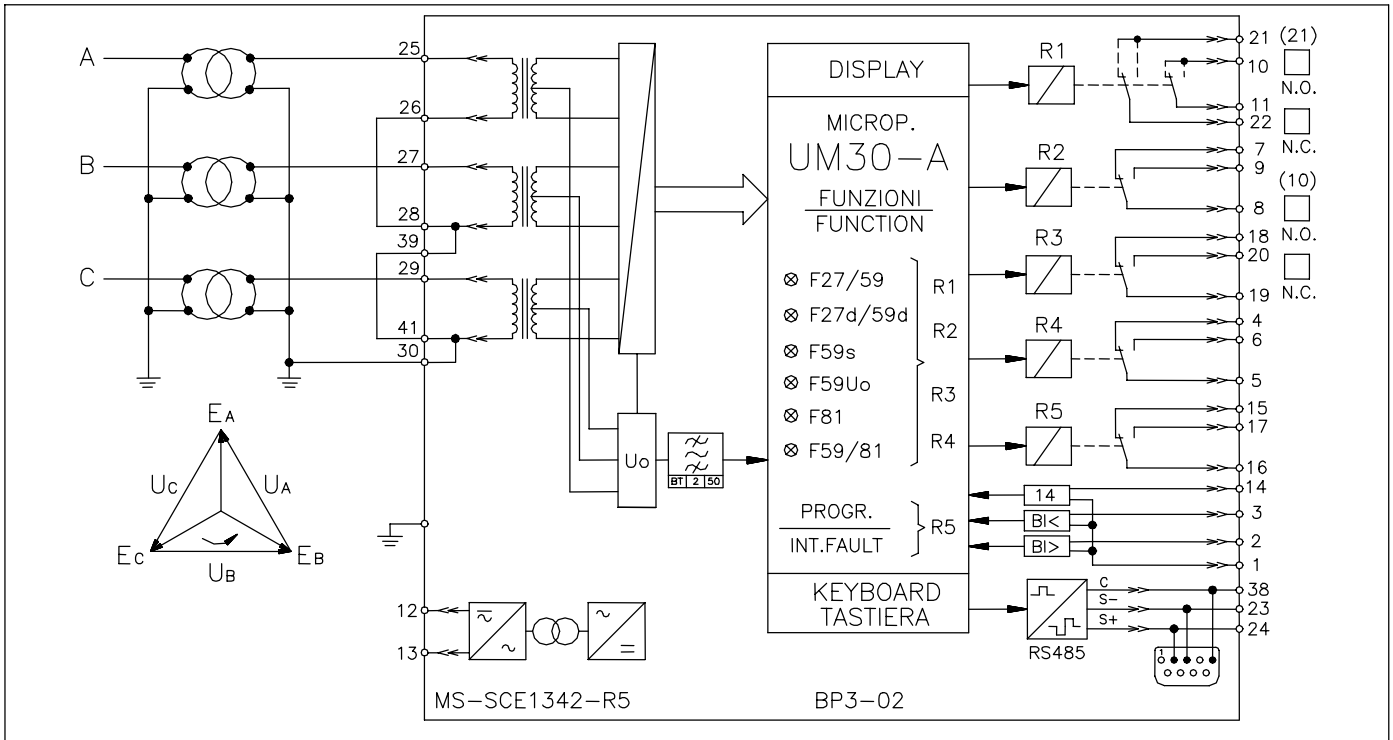 A
B
C
25
26
27
28
39
29
41
30
12
13
EA
UC
UA
EC
EB
UB
Uo
BT 2 50
DISPLAY
MICROP.
UM30-A
FUNZIONI
FUNCTION
F27/59
F27d/59d
F59s
F59Uo
F81
F59/81
R1
R2
R3
R4
PROGR.
INT.FAULT
R5
KEYBOARD
TASTIERA
R1
R2
R3
R4
R5
14
BI<
BI>
RS485
C
S-
S+
1
21
10
11
22
7
9
8
18
20
19
4
6
5
15
17
16
14
3
2
1
38
23
24
(21)
N.O.
N.C.
(10)
N.O.
N.C.
MS-SCE1342-R5
BP3-02